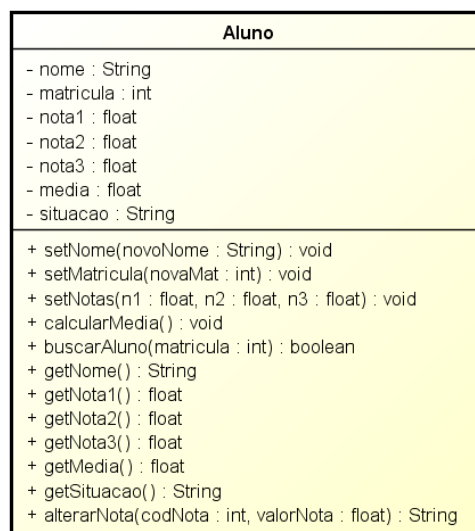 Aluno
- nome : String
- matricula : int
- nota1 : float
- nota2 : float
- nota3 : float
- media : float
- situacao : String
+ setNome(novoNome : String) : void
+ setMatricula(novaMat : int) : void
+ setNotas(n1 : float, n2 : float, n3 : float) : void
+ calcularMedia() : void
+ buscarAluno(matricula : int) : boolean
+ getNome() : String
+ getNota1() : float
+ getNota2() : float
+ getNota3() : float
+ getMedia() : float
+ getSituacao() : String
+ alterarNota(codNota : int, valorNota : float) : String